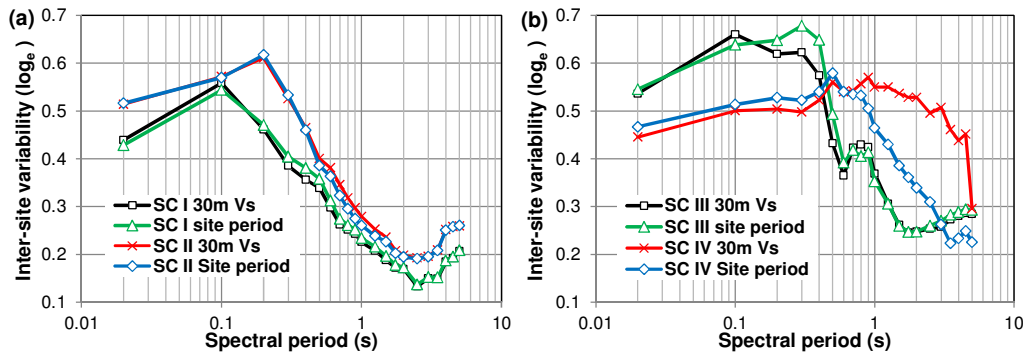 (a)
Inter-site variability (log_e)
0.7
0.6
0.5
0.4
0.3
0.2
0.1
SC I 30m Vs
SC I site period
SC II 30m Vs
SC II Site period
0.01
0.1
1
10
Spectral period (s)
(b)
Inter-site variability (log_e)
0.7
0.6
0.5
0.4
0.3
0.2
0.1
SC III 30m Vs
SC III site period
SC IV 30m Vs
SC IV Site period
0.01
0.1
1
10
Spectral period (s)